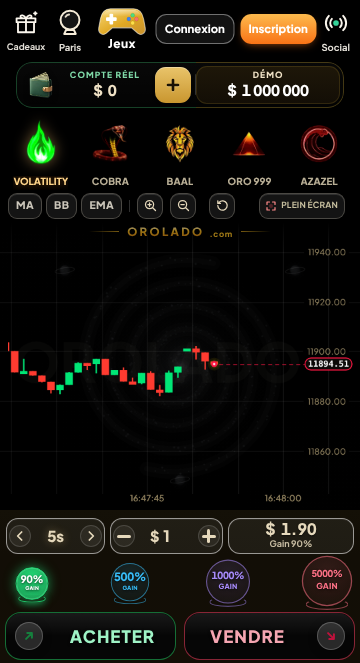 Cadeaux
Paris
Jeux
Connexion
Inscription
Social
COMPTE RÉEL
$ 0
+
DÉMO
$ 1 000 000
VOLATILITY
COBRA
BAAL
ORO 999
AZAZEL
MA
BB
EMA
PLEIN ÉCRAN
OROLADO .com
11940.00
11920.00
11900.00
11894.51
11880.00
11860.00
16:47:45
16:48:00
5s
$ 1
$ 1.90
Gain 90%
90%
GAIN
500%
GAIN
1000%
GAIN
5000%
GAIN
ACHETER
VENDRE